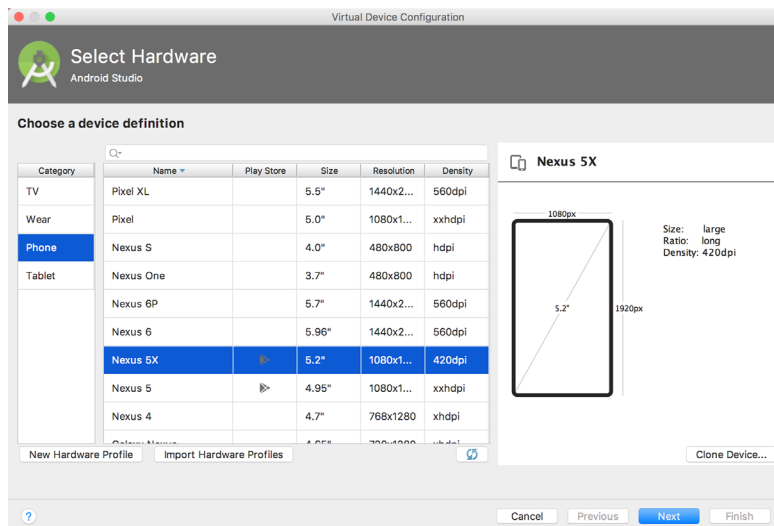 Virtual Device Configuration
Select Hardware
Android Studio
Choose a device definition
Category
TV
Wear
Phone
Tablet
Name Play Store Size Resolution Density
Pixel XL 5.5" 1440x2... 560dpi
Pixel 5.0" 1080x1... xxhdpi
Nexus S 4.0" 480x800 hdpi
Nexus One 3.7" 480x800 hdpi
Nexus 6P 5.7" 1440x2... 560dpi
Nexus 6 5.96" 1440x2... 560dpi
Nexus 5X 5.2" 1080x1... 420dpi
Nexus 5 4.95" 1080x1... xxhdpi
Nexus 4 4.7" 768x1280 xhdpi
New Hardware Profile Import Hardware Profiles
Nexus 5X
1080px
5.2"
1920px
Size: large
Ratio: long
Density: 420dpi
Clone Device...
? Cancel Previous Next Finish